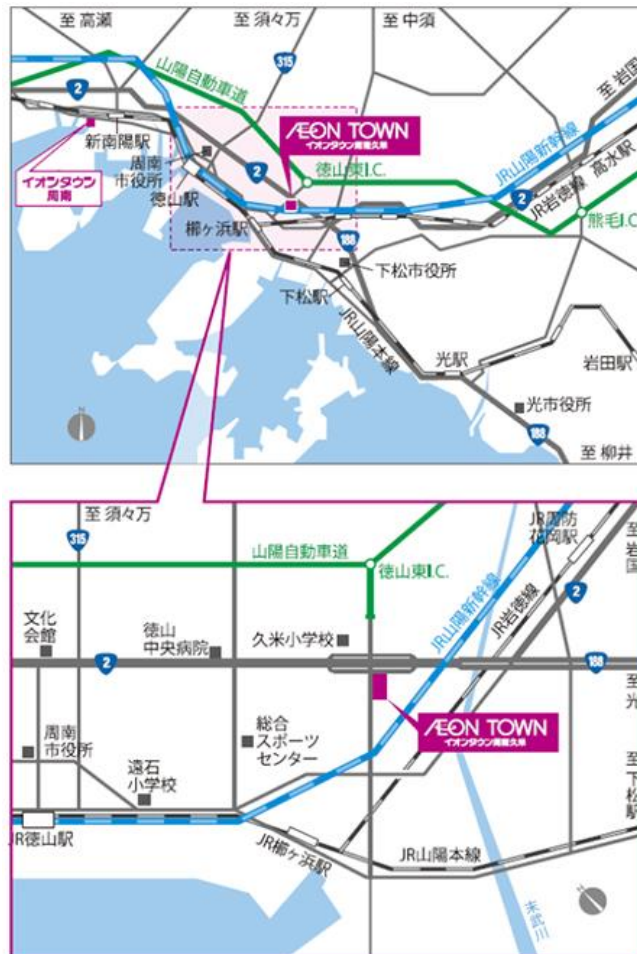 至 高瀬
至 須々万
至 中須
315
山陽自動車道
2
至 岩国
ÆON TOWN
イオンタウン周南久米
新南陽駅
イオンタウン
周南
周南
市役所
徳山駅
2
徳山東I.C.
JR山陽新幹線
高水駅
JR岩徳線
2
熊毛I.C.
櫛ヶ浜駅
188
下松市役所
下松駅
JR山陽本線
光駅
岩田駅
光市役所
188
至 柳井
至 須々万
315
山陽自動車道
徳山東I.C.
JR周防
花岡駅
至 岩国
JR山陽新幹線
JR岩徳線
2
文化
会館
徳山
中央病院
久米小学校
2
188
至 光
ÆON TOWN
イオンタウン周南久米
周南
市役所
総合
スポーツ
センター
遠石
小学校
至 下松駅
JR徳山駅
JR櫛ヶ浜駅
JR山陽本線
末武川